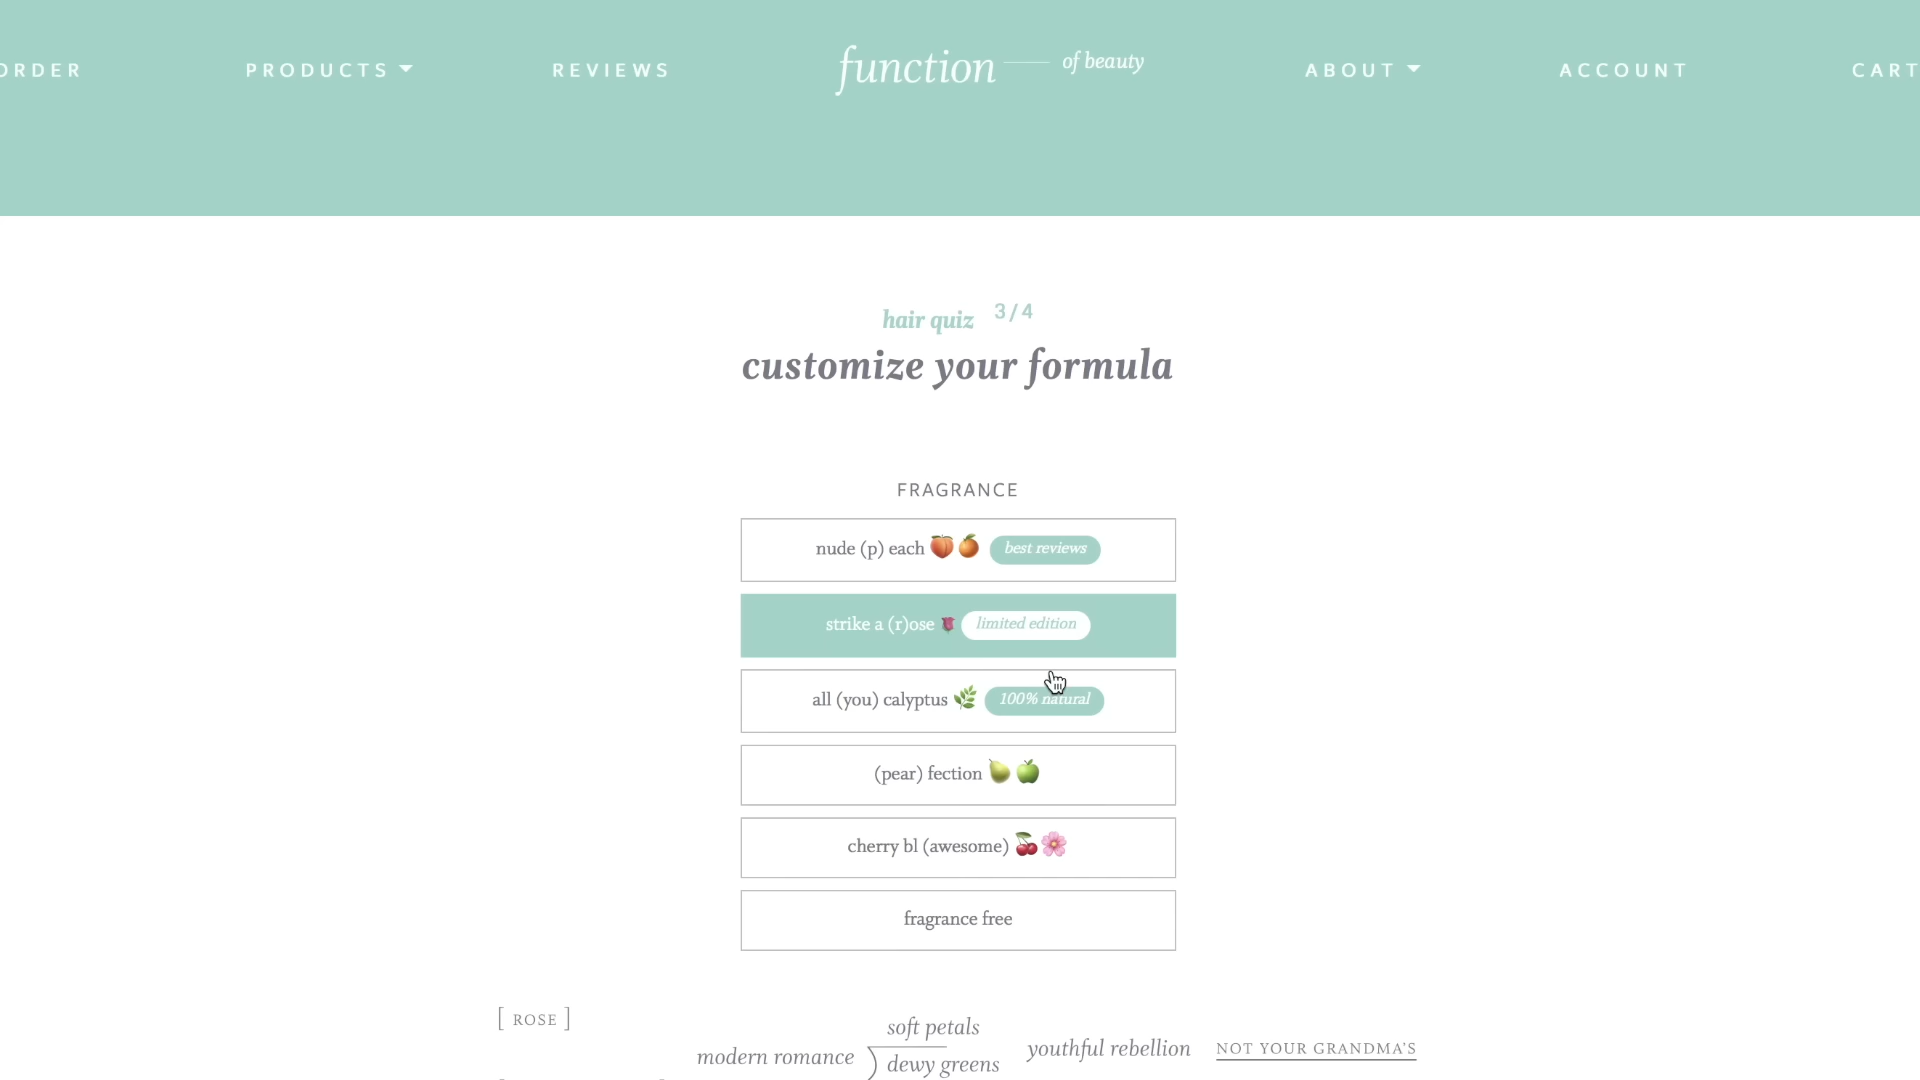 ORDER PRODUCTS REVIEWS function of beauty ABOUT ACCOUNT CART
hair quiz 3/4
customize your formula
FRAGRANCE
nude (p) each best reviews
strike a (r)ose limited edition
all (you) calyptus 100% natural
(pear) fection
cherry bl (awesome)
fragrance free
[ ROSE ]
soft petals
modern romance dewy greens youthful rebellion NOT YOUR GRANDMA'S